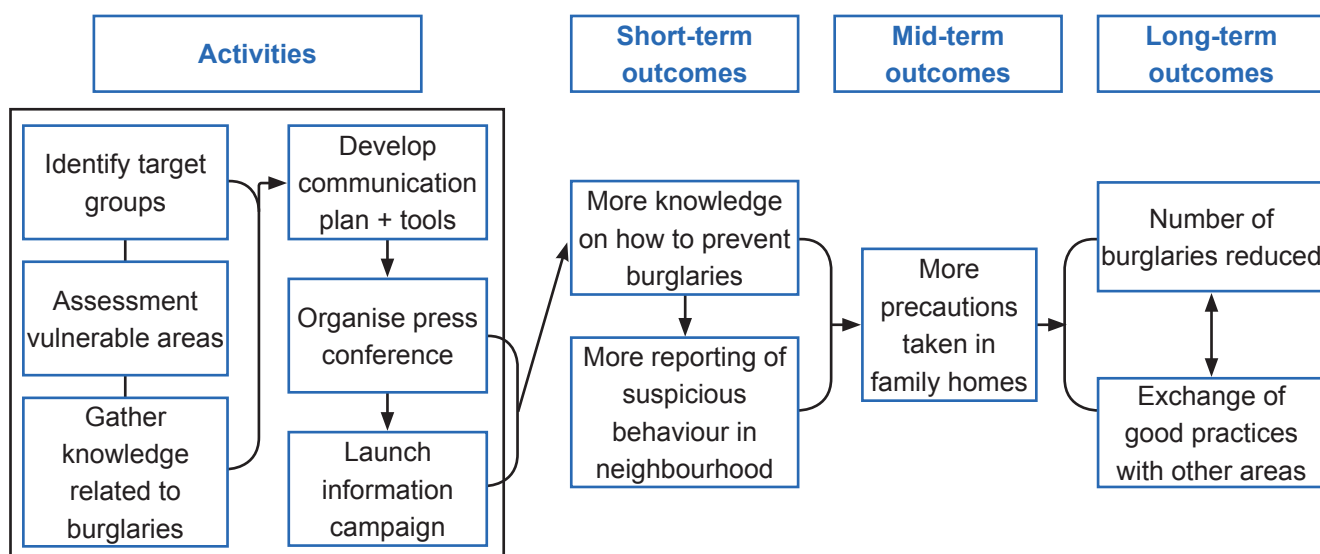 Activities
Short-term
outcomes
Mid-term
outcomes
Long-term
outcomes
Identify target
groups
Assessment
vulnerable areas
Gather
knowledge
related to
burglaries
Develop
communication
plan + tools
Organise press
conference
Launch
information
campaign
More knowledge
on how to prevent
burglaries
More reporting of
suspicious
behaviour in
neighbourhood
More
precautions
taken in
family homes
Number of
burglaries reduced
Exchange of
good practices
with other areas